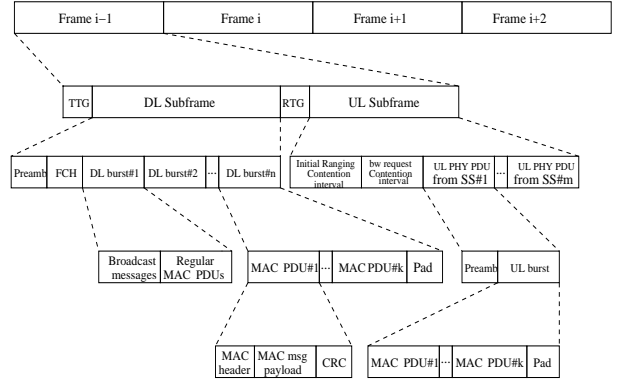 Frame i−1 Frame i Frame i+1 Frame i+2
TTG DL Subframe RTG UL Subframe
Preamb FCH DL burst#1 DL burst#2 ... DL burst#n
Initial Ranging
Contention
interval
bw request
Contention
interval
UL PHY PDU
from SS#1
...
UL PHY PDU
from SS#m
Broadcast
messages
Regular
MAC PDUs
MAC PDU#1 ... MAC PDU#k Pad
Preamb UL burst
MAC
header
MAC msg
payload
CRC
MAC PDU#1 ... MAC PDU#k Pad